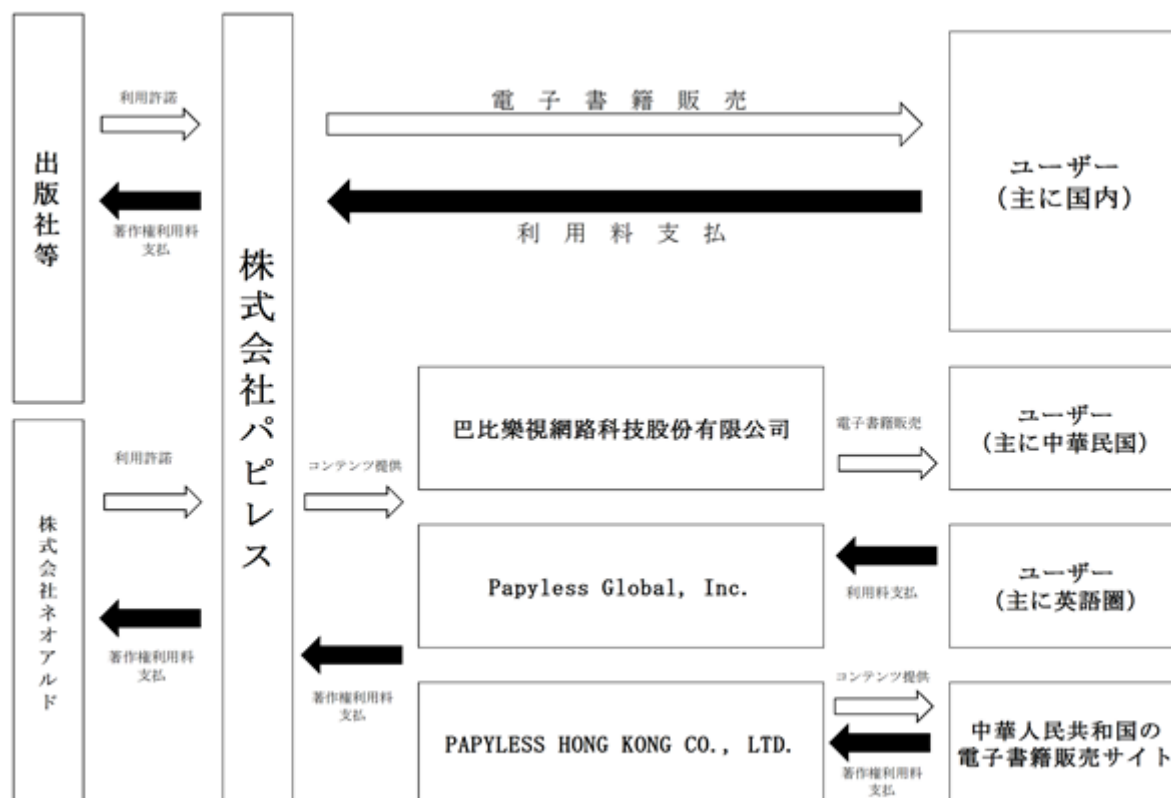 出版社等
利用許諾
著作権利用料
支払
株式会社パピレス
電子書籍販売
利用料支払
ユーザー
(主に国内)
株式会社ネオアルド
利用許諾
著作権利用料
支払
コンテンツ提供
著作権利用料
支払
巴比樂視網路科技股份有限公司
電子書籍販売
ユーザー
(主に中華民国)
Papyless Global, Inc.
利用料支払
ユーザー
(主に英語圏)
PAPYLESS HONG KONG CO., LTD.
コンテンツ提供
著作権利用料
支払
中華人民共和国の
電子書籍販売サイト